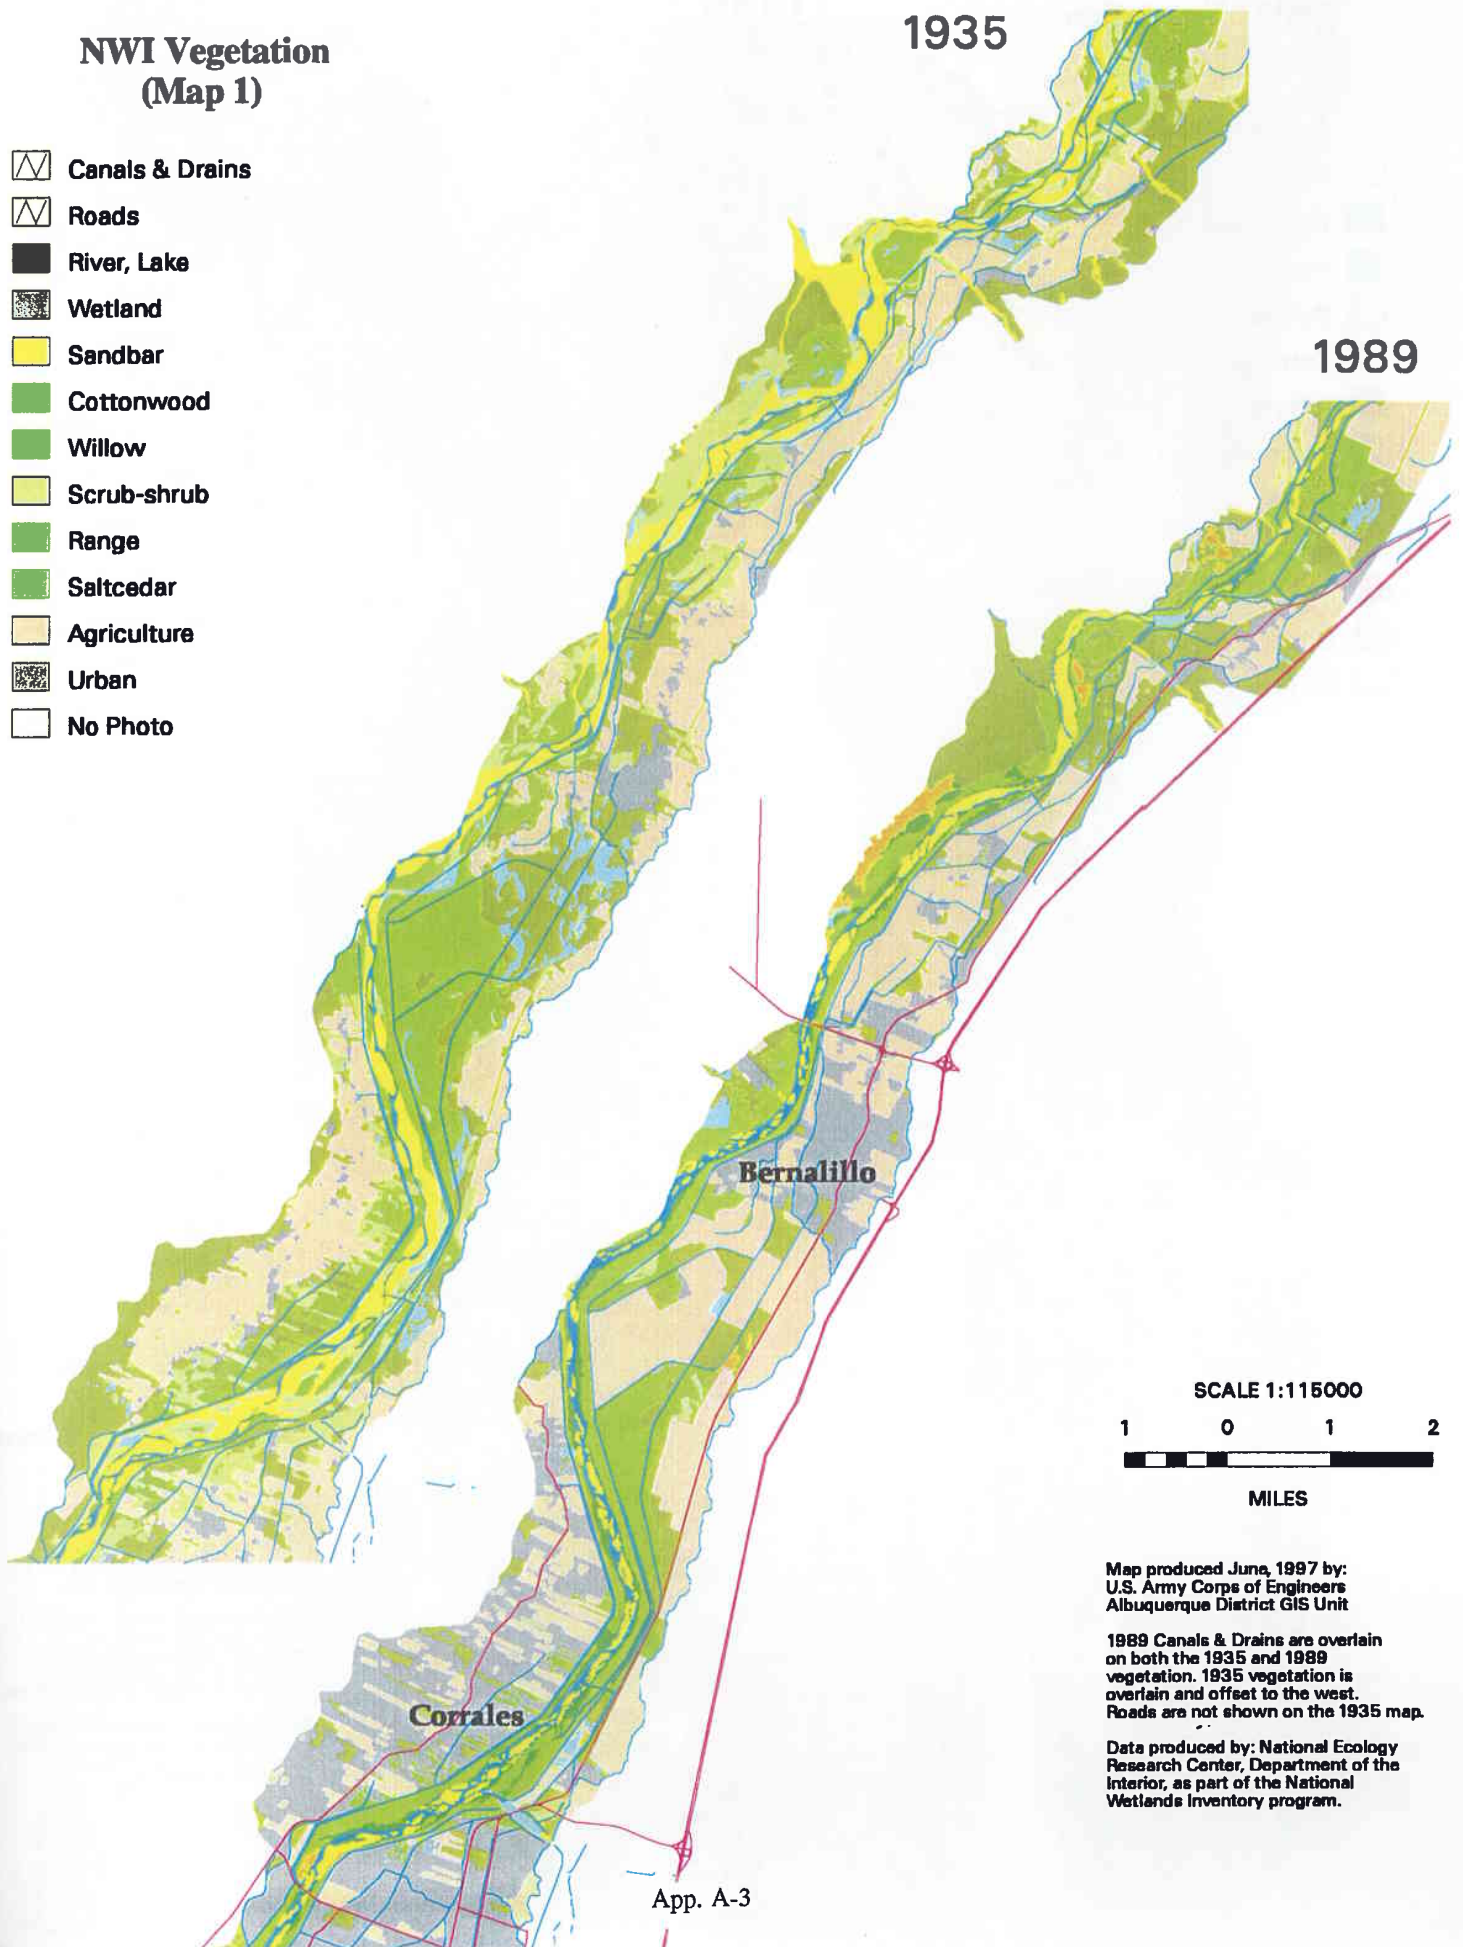 NWI Vegetation
(Map 1)
1935
1989
Canals & Drains
Roads
River, Lake
Wetland
Sandbar
Cottonwood
Willow
Scrub-shrub
Range
Saltcedar
Agriculture
Urban
No Photo
Bernalillo
Corrales
SCALE 1:115000
1 0 1 2
MILES
Map produced June, 1997 by:
U.S. Army Corps of Engineers
Albuquerque District GIS Unit
1989 Canals & Drains are overlain
on both the 1935 and 1989
vegetation. 1935 vegetation is
overlain and offset to the west.
Roads are not shown on the 1935 map.
Data produced by: National Ecology
Research Center, Department of the
Interior, as part of the National
Wetlands Inventory program.
App. A-3